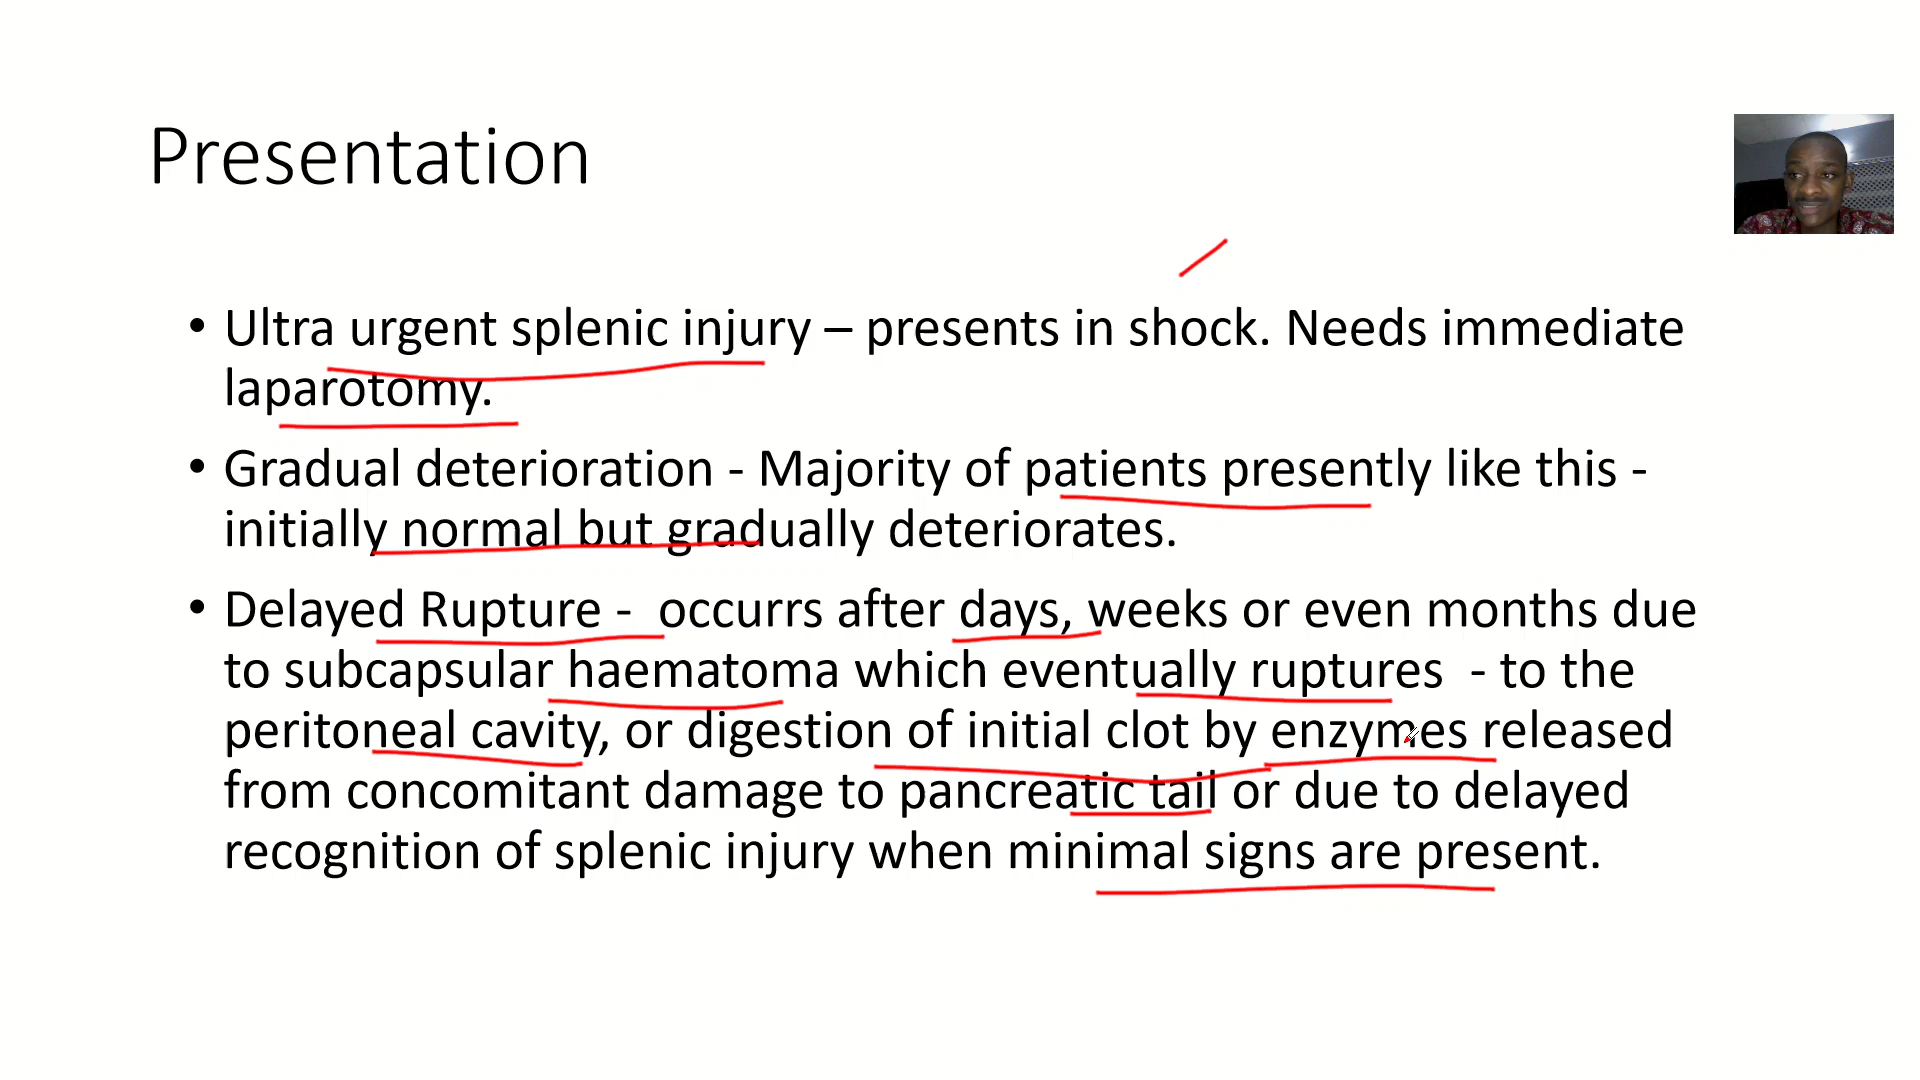 Presentation
• Ultra urgent splenic injury – presents in shock. Needs immediate
laparotomy.
• Gradual deterioration - Majority of patients presently like this -
initially normal but gradually deteriorates.
• Delayed Rupture -  occurrs after days, weeks or even months due
to subcapsular haematoma which eventually ruptures  - to the
peritoneal cavity, or digestion of initial clot by enzymes released
from concomitant damage to pancreatic tail or due to delayed
recognition of splenic injury when minimal signs are present.